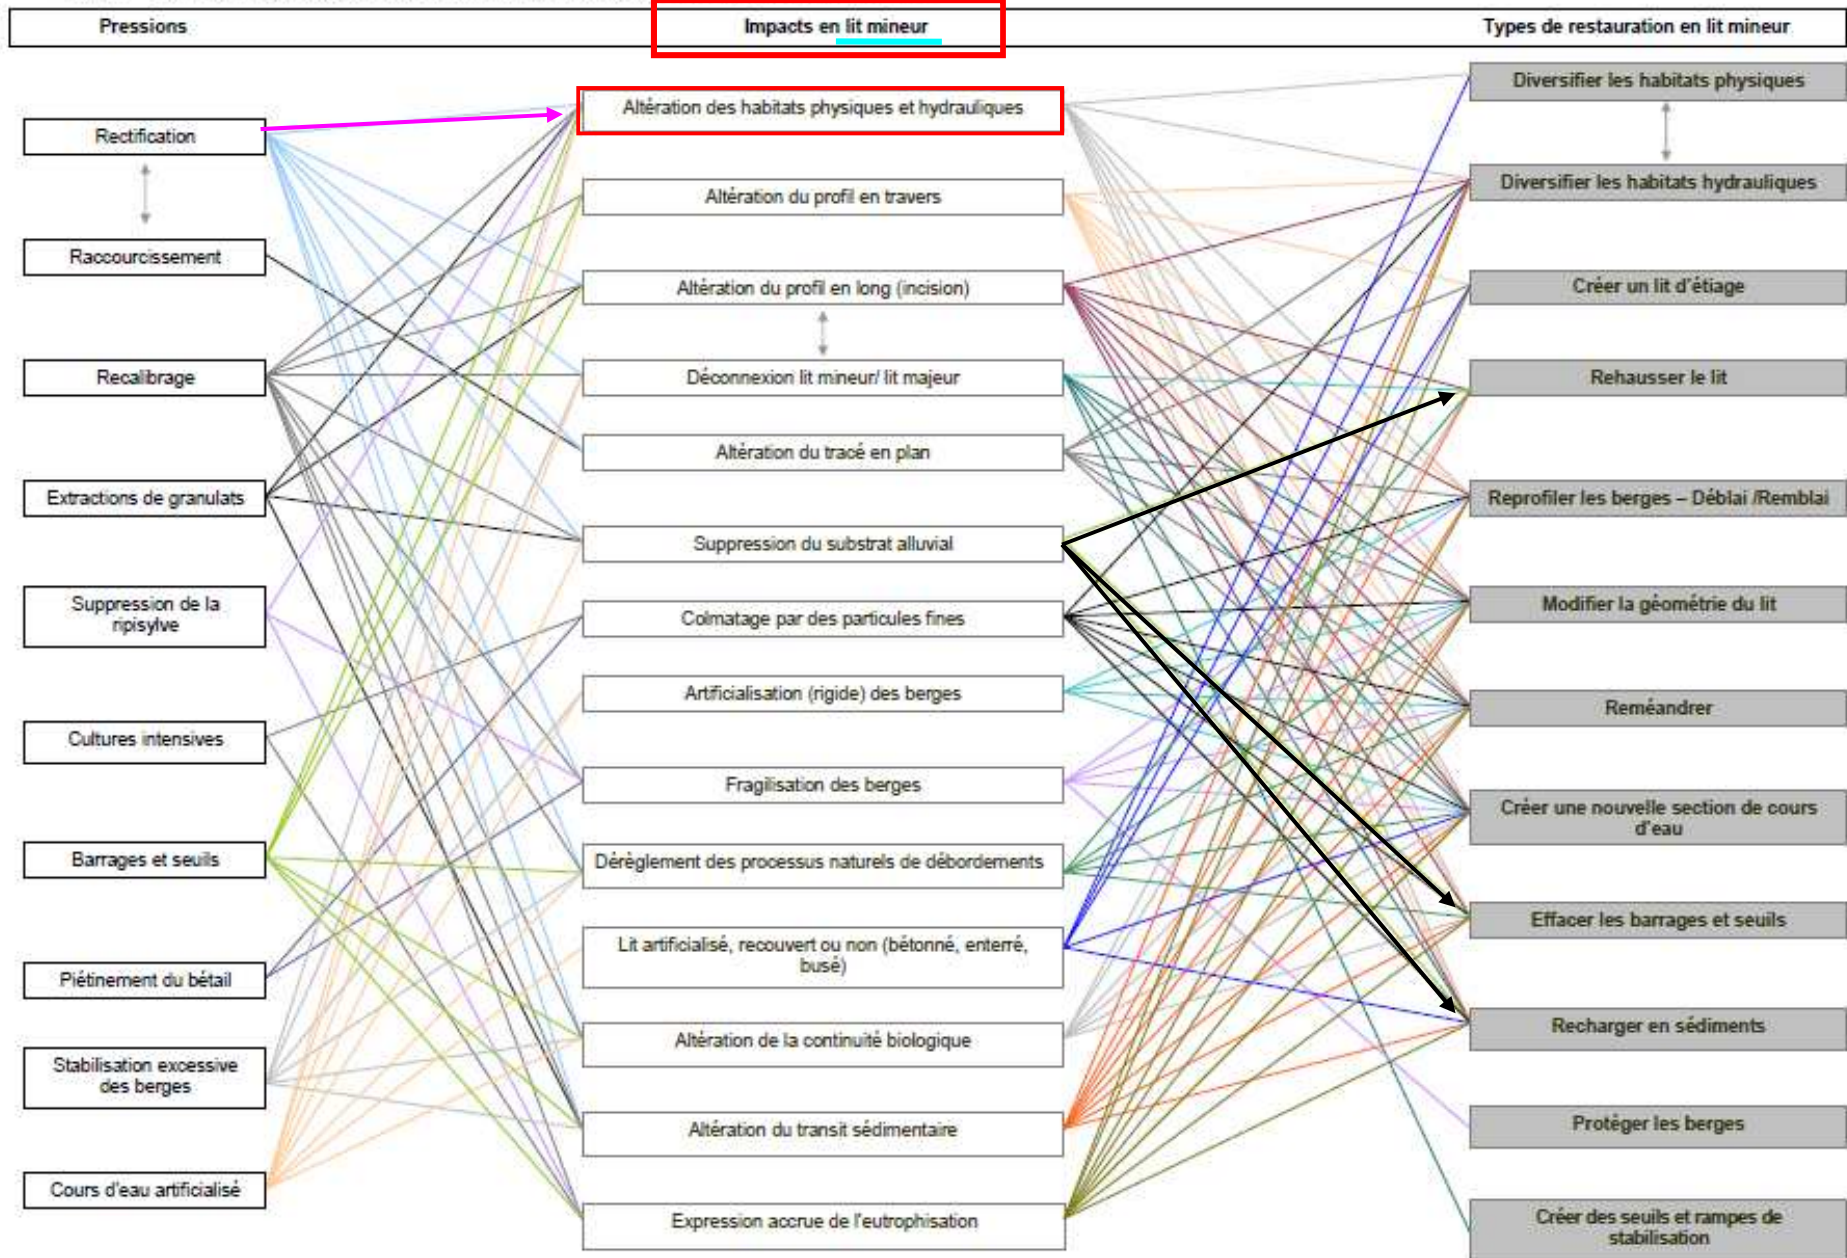 Pressions
Impacts en lit mineur
Types de restauration en lit mineur
Rectification
Raccourcissement
Recalibrage
Extractions de granulats
Suppression de la
ripisylve
Cultures intensives
Barrages et seuils
Piétinement du bétail
Stabilisation excessive
des berges
Cours d'eau artificialisé
Altération des habitats physiques et hydrauliques
Altération du profil en travers
Altération du profil en long (incision)
Déconnexion lit mineur/ lit majeur
Altération du tracé en plan
Suppression du substrat alluvial
Colmatage par des particules fines
Artificialisation (rigide) des berges
Fragilisation des berges
Dérèglement des processus naturels de débordements
Lit artificialisé, recouvert ou non (bétonné, enterré,
busé)
Altération de la continuité biologique
Altération du transit sédimentaire
Expression accrue de l'eutrophisation
Diversifier les habitats physiques
Diversifier les habitats hydrauliques
Créer un lit d'étiage
Rehausser le lit
Reprofiler les berges – Déblai /Remblai
Modifier la géométrie du lit
Reméandrer
Créer une nouvelle section de cours
d'eau
Effacer les barrages et seuils
Recharger en sédiments
Protéger les berges
Créer des seuils et rampes de
stabilisation